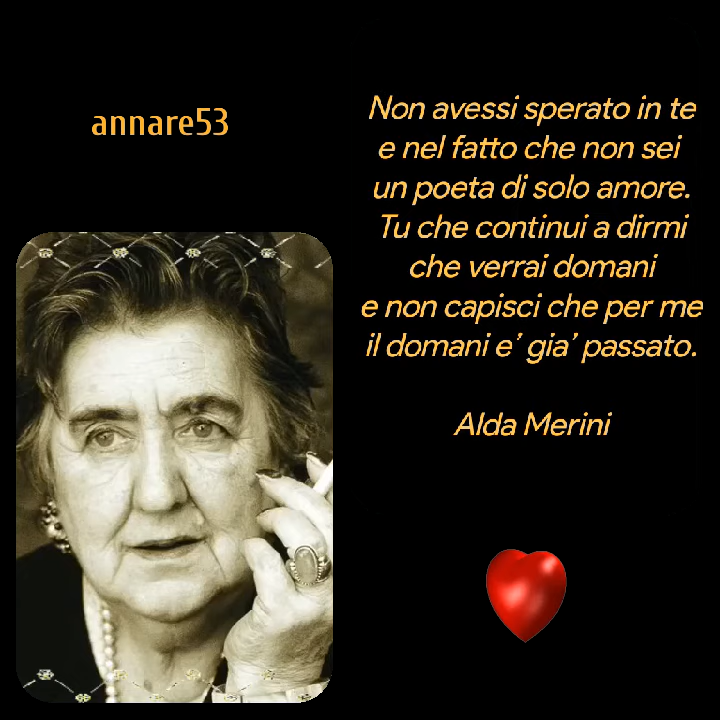 annare53
Non avessi sperato in te
e nel fatto che non sei
un poeta di solo amore.
Tu che continui a dirmi
che verrai domani
e non capisci che per me
il domani e’ gia’ passato.
Alda Merini